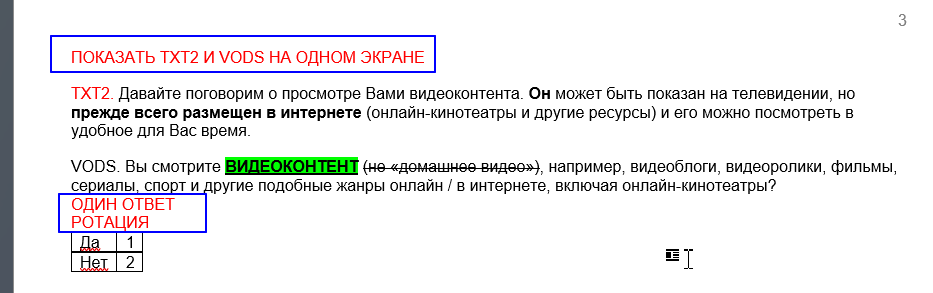 3
ПОКАЗАТЬ TXT2 И VODS НА ОДНОМ ЭКРАНЕ
TXT2. Давайте поговорим о просмотре Вами видеоконтента. Он может быть показан на телевидении, но
прежде всего размещен в интернете (онлайн-кинотеатры и другие ресурсы) и его можно посмотреть в
удобное для Вас время.
VODS. Вы смотрите ВИДЕОКОНТЕНТ (не «домашнее видео»), например, видеоблоги, видеоролики, фильмы,
сериалы, спорт и другие подобные жанры онлайн / в интернете, включая онлайн-кинотеатры?
ОДИН ОТВЕТ
РОТАЦИЯ
Да 1
Нет 2